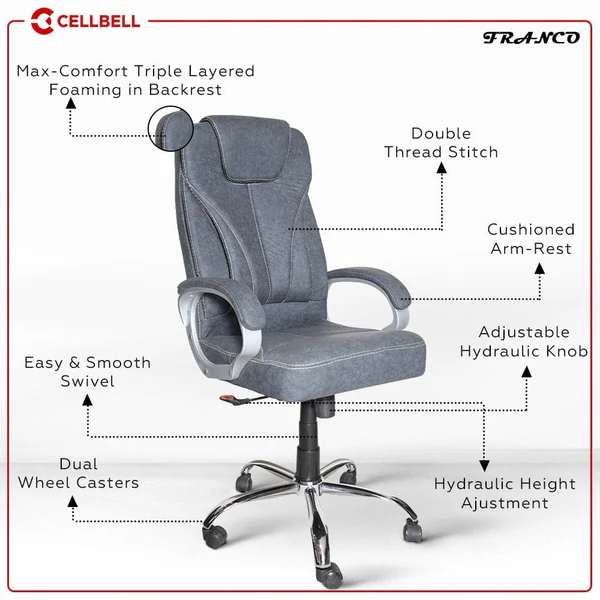 CELLBELL
FRANCO
Max-Comfort Triple Layered
Foaming in Backrest
Double
Thread Stitch
Cushioned
Arm-Rest
Adjustable
Hydraulic Knob
Easy & Smooth
Swivel
Dual
Wheel Casters
Hydraulic Height
Ajustment